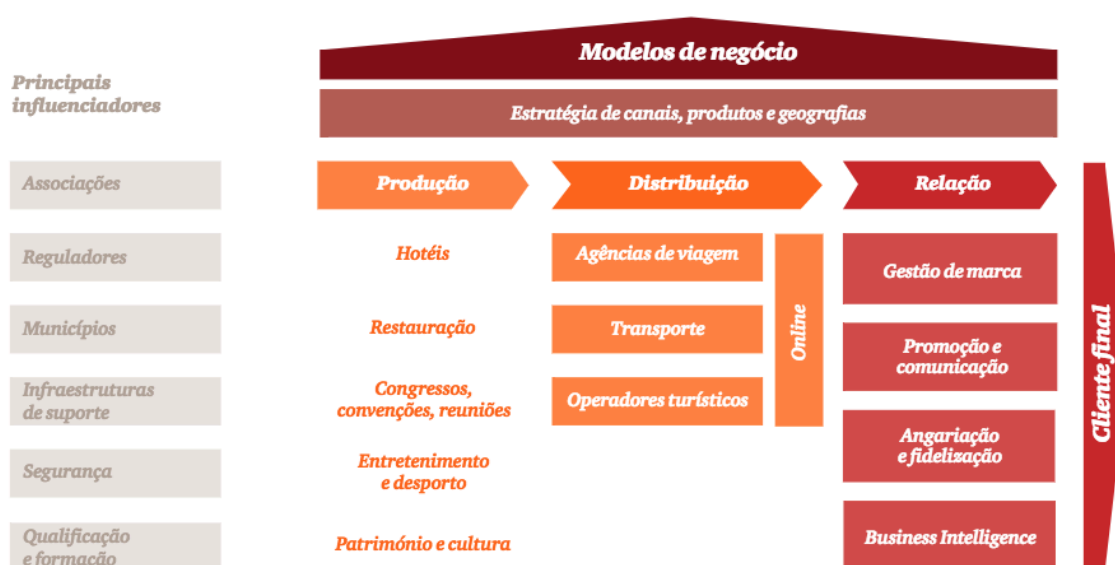 Modelos de negócio
Principais
influenciadores
Estratégia de canais, produtos e geografias
Associações
Produção
Distribuição
Relação
Reguladores
Hotéis
Agências de viagem
Gestão de marca
Municípios
Restauração
Transporte
Online
Promoção e
comunicação
Cliente final
Infraestruturas
de suporte
Congressos,
convenções, reuniões
Operadores turísticos
Angariação
e fidelização
Segurança
Entretenimento
e desporto
Qualificação
e formação
Património e cultura
Business Intelligence